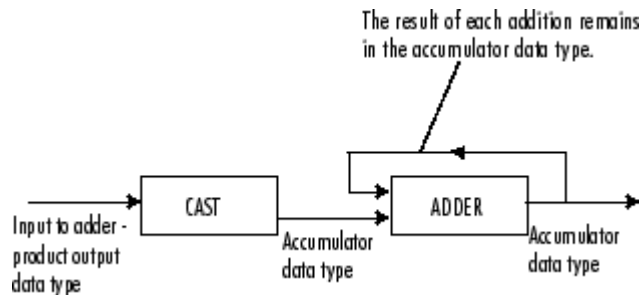 The result of each addition remains
in the accumulator data type.
CAST
ADDER
Input to adder -
product output
data type
Accumulator
data type
Accumulator
data type